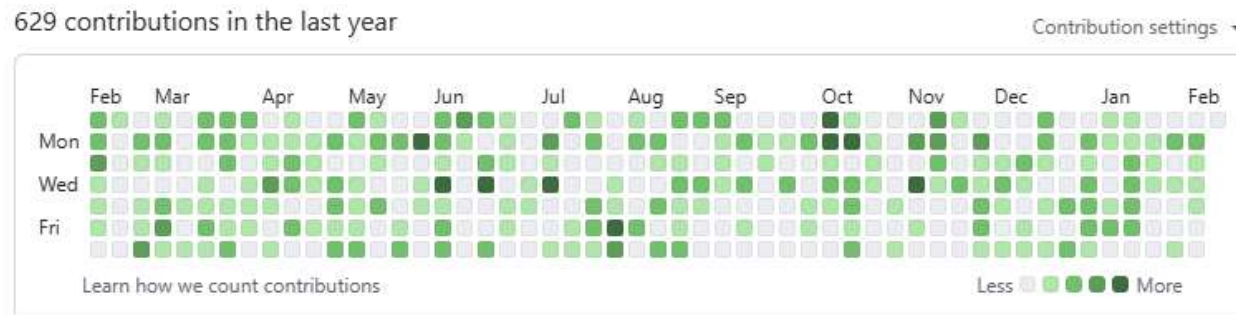 629 contributions in the last year
Contribution settings
Feb Mar Apr May Jun Jul Aug Sep Oct Nov Dec Jan Feb
Mon
Wed
Fri
Learn how we count contributions
Less More